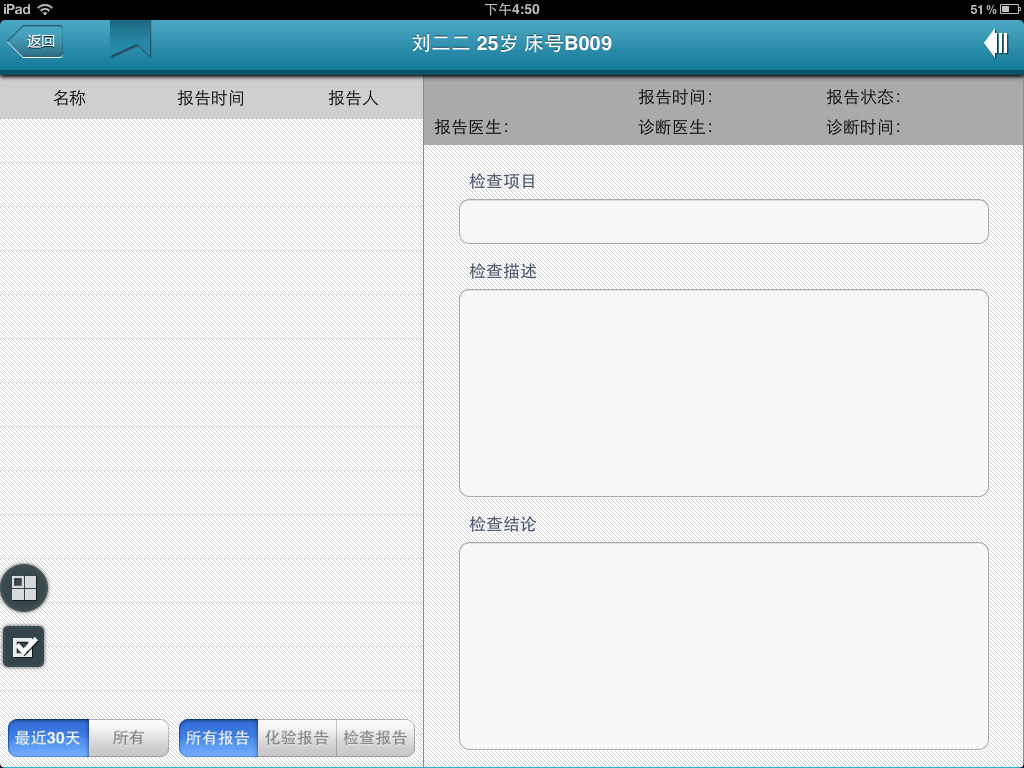 iPad 下午4:50 51%
返回 刘二二 25岁 床号B009
名称 报告时间 报告人
报告时间: 报告状态:
报告医生: 诊断医生: 诊断时间:
检查项目
检查描述
检查结论
最近30天 所有 所有报告 化验报告 检查报告